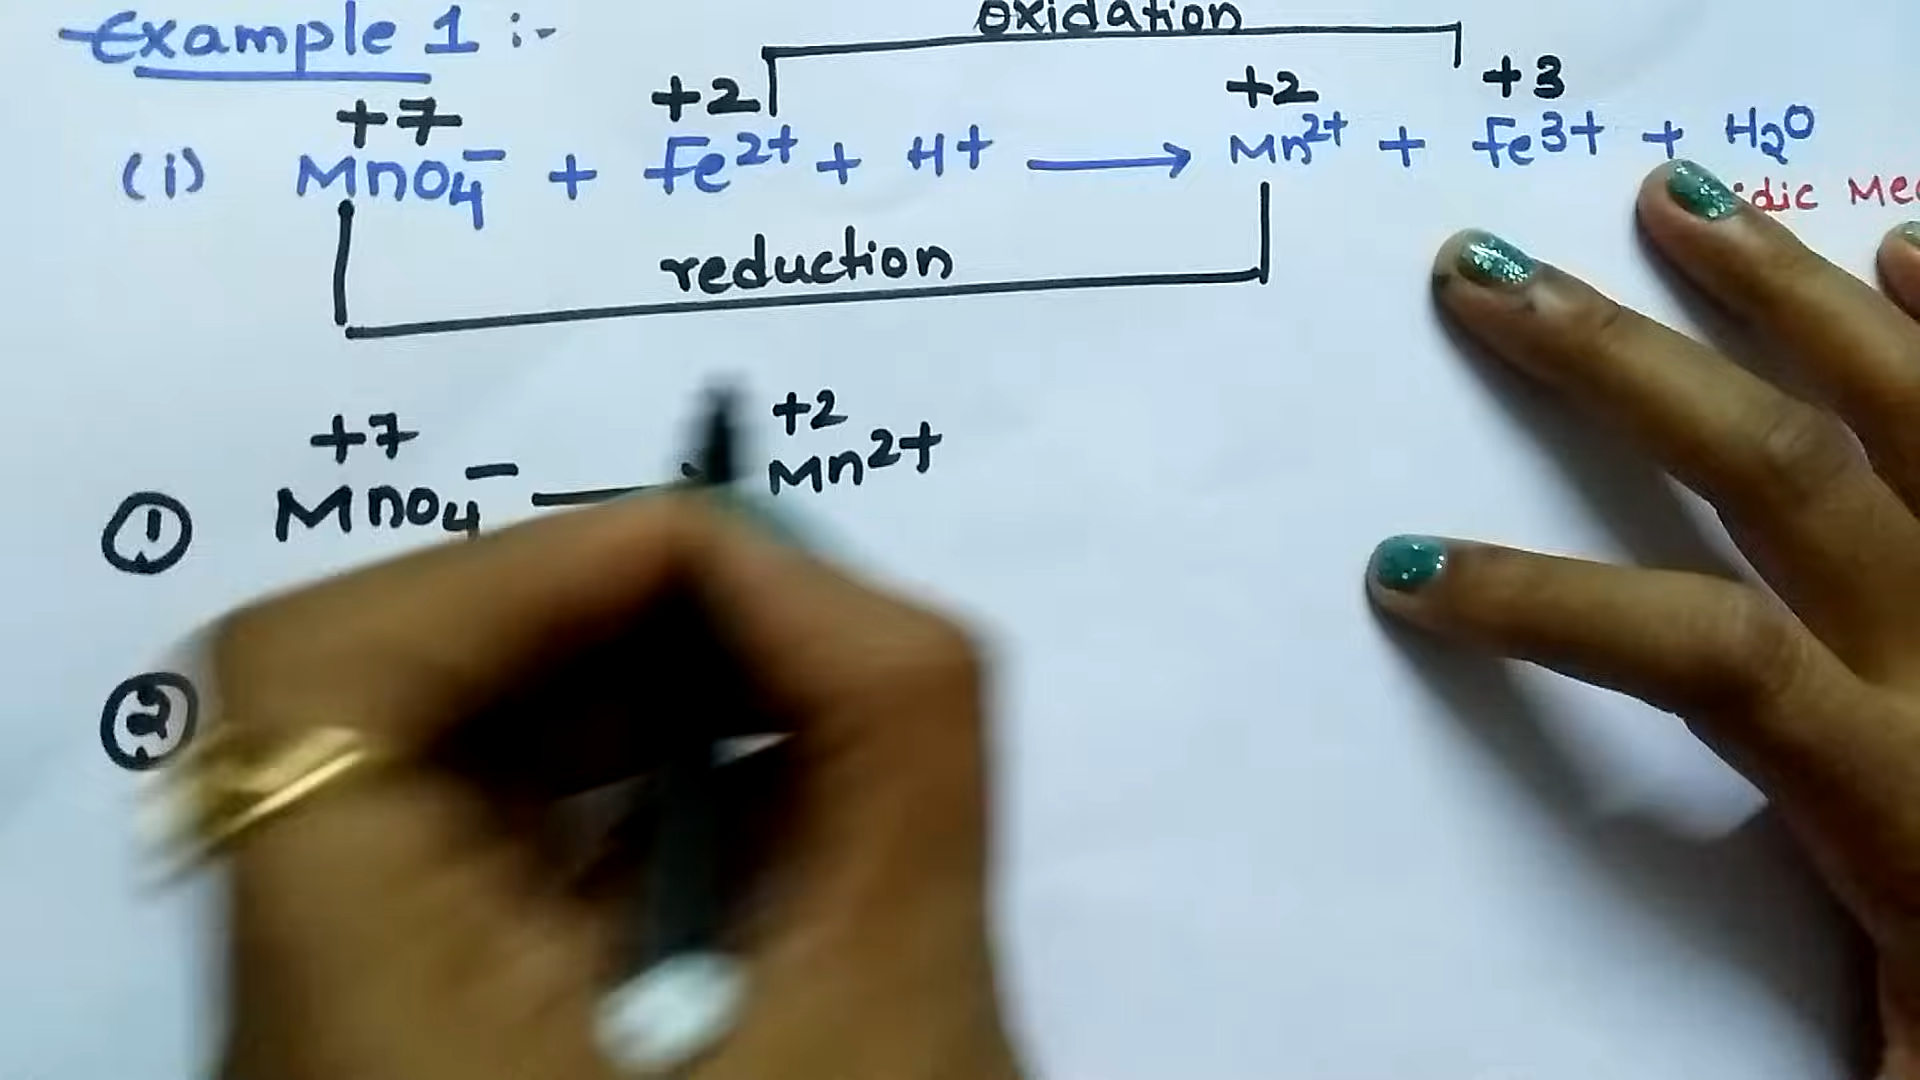 Example 1 :-
oxidation
+7 +2 +2 +3
(i) MnO4⁻ + Fe2+ + H+ ⟶ Mn2+ + Fe3+ + H2O
reduction
+7 +2
① MnO4⁻ Mn2+
②